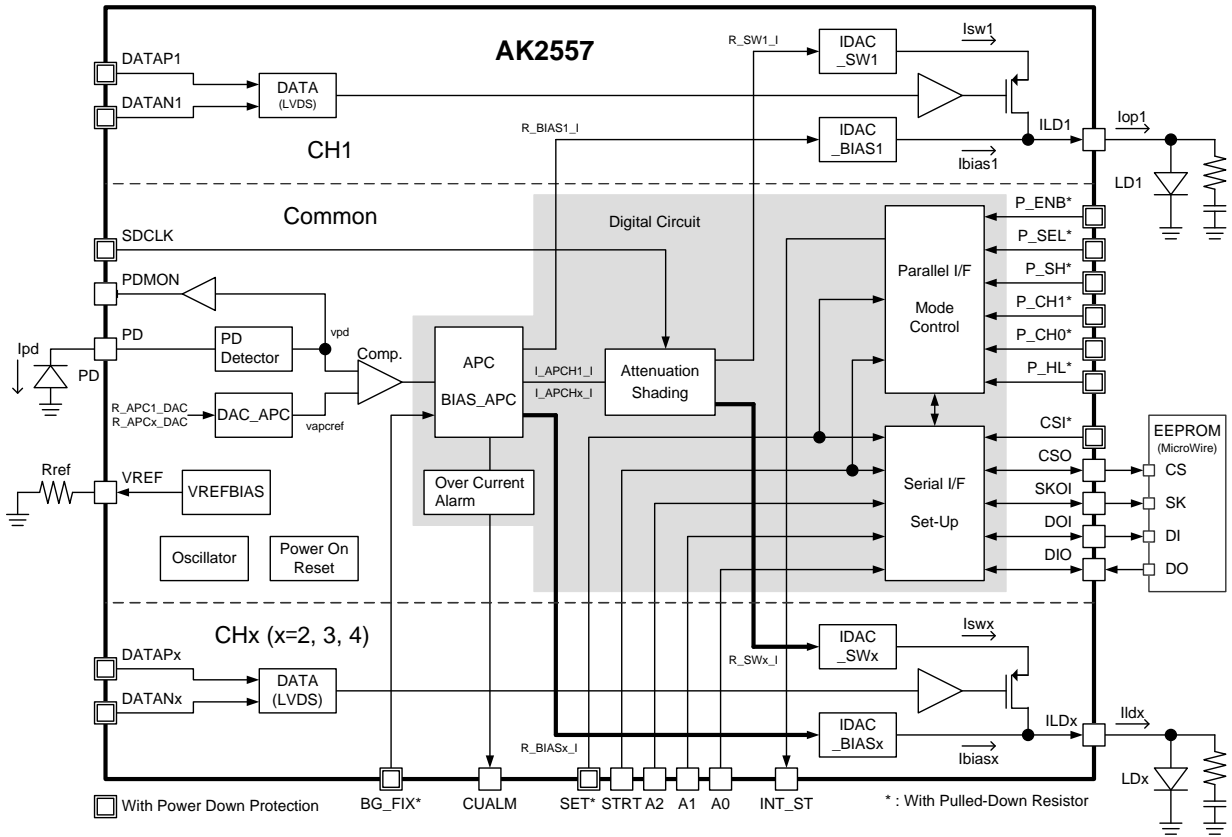 AK2557
DATAP1
DATAN1
DATA
(LVDS)
CH1
R_SW1_I
IDAC
_SW1
Isw1
R_BIAS1_I
IDAC
_BIAS1
Ibias1
ILD1
Iop1
LD1
Common
SDCLK
PDMON
PD
Ipd
PD
PD
Detector
vpd
Comp.
R_APC1_DAC
R_APCx_DAC
DAC_APC
vapcref
Rref
VREF
VREFBIAS
Oscillator
Power On
Reset
Digital Circuit
APC
BIAS_APC
I_APCH1_I
I_APCHx_I
Attenuation
Shading
Over Current
Alarm
Parallel I/F
Mode
Control
Serial I/F
Set-Up
P_ENB*
P_SEL*
P_SH*
P_CH1*
P_CH0*
P_HL*
CSI*
CSO
SKOI
DOI
DIO
EEPROM
(MicroWire)
CS
SK
DI
DO
CHx (x=2, 3, 4)
DATAPx
DATANx
DATA
(LVDS)
R_SWx_I
IDAC
_SWx
Iswx
R_BIASx_I
IDAC
_BIASx
Ibiasx
ILDx
Ildx
LDx
With Power Down Protection
BG_FIX*
CUALM
SET*
STRT
A2
A1
A0
INT_ST
* : With Pulled-Down Resistor